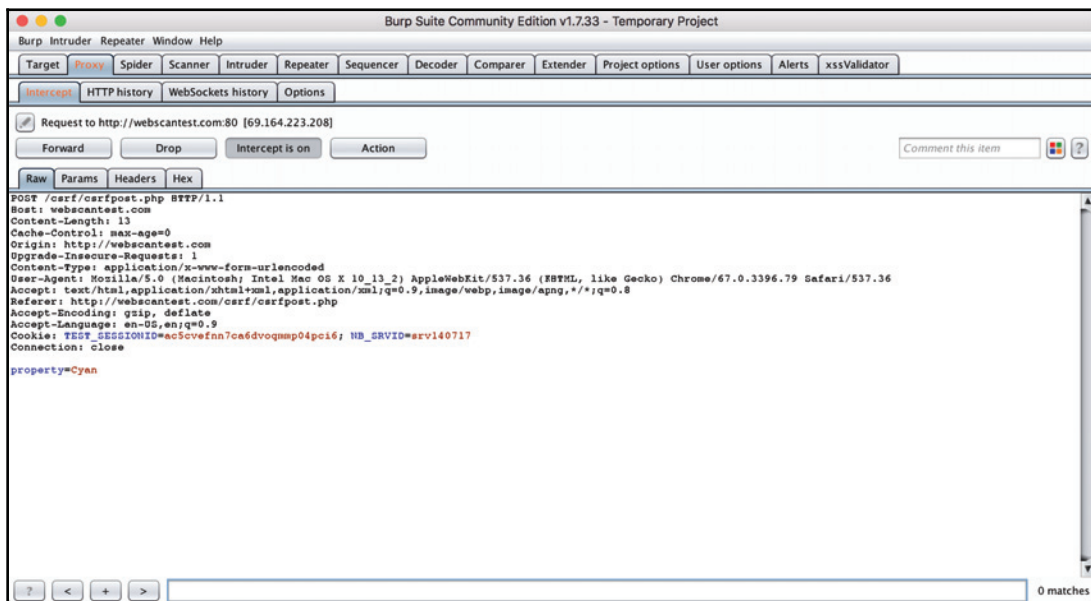 Burp Suite Community Edition v1.7.33 - Temporary Project
Burp Intruder Repeater Window Help
Target Proxy Spider Scanner Intruder Repeater Sequencer Decoder Comparer Extender Project options User options Alerts xssValidator
Intercept HTTP history WebSockets history Options
Request to http://webscantest.com:80 [69.164.223.208]
Forward Drop Intercept is on Action Comment this item ?
Raw Params Headers Hex
POST /csrf/csrfpost.php HTTP/1.1
Host: webscantest.com
Content-Length: 13
Cache-Control: max-age=0
Origin: http://webscantest.com
Upgrade-Insecure-Requests: 1
Content-Type: application/x-www-form-urlencoded
User-Agent: Mozilla/5.0 (Macintosh; Intel Mac OS X 10_13_2) AppleWebKit/537.36 (KHTML, like Gecko) Chrome/67.0.3396.79 Safari/537.36
Accept: text/html,application/xhtml+xml,application/xml;q=0.9,image/webp,image/apng,*/*;q=0.8
Referer: http://webscantest.com/csrf/csrfpost.php
Accept-Encoding: gzip, deflate
Accept-Language: en-US,en;q=0.9
Cookie: TEST_SESSIONID=ac5cvefnn7ca6dvoqmmp04pci6; NB_SRVID=srv140717
Connection: close
property=Cyan
? < + > 0 matches